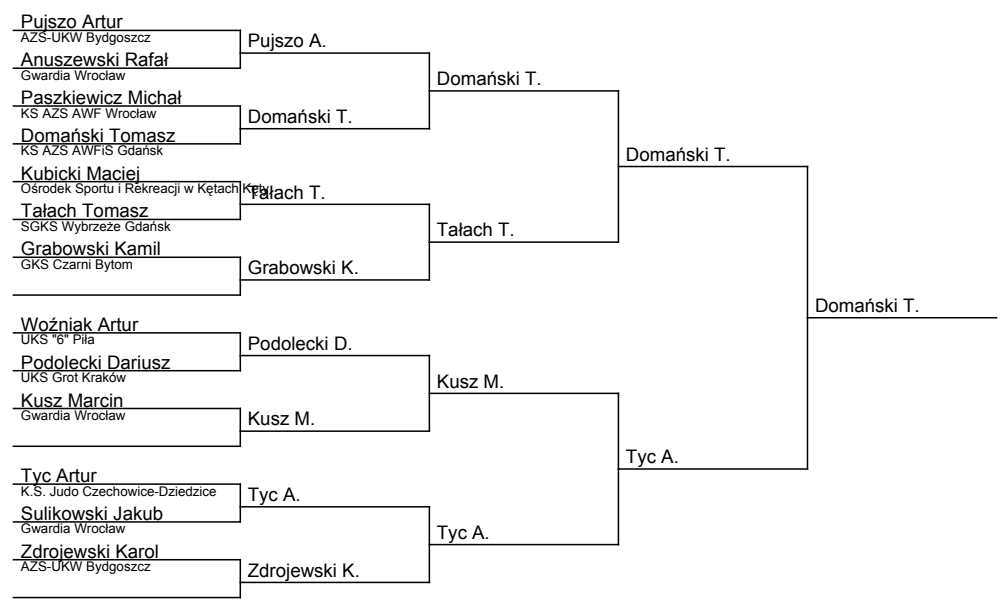 Pujszo Artur
AZS-UKW Bydgoszcz
Anuszewski Rafał
Gwardia Wrocław
Paszkiewicz Michał
KS AZS AWF Wrocław
Domański Tomasz
KS AZS AWFiS Gdańsk
Kubicki Maciej
Ośrodek Sportu i Rekreacji w Kętach Kęty
Tałach Tomasz
SGKS Wybrzeże Gdańsk
Grabowski Kamil
GKS Czarni Bytom
Woźniak Artur
UKS "6" Piła
Podolecki Dariusz
UKS Grot Kraków
Kusz Marcin
Gwardia Wrocław
Tyc Artur
K.S. Judo Czechowice-Dziedzice
Sulikowski Jakub
Gwardia Wrocław
Zdrojewski Karol
AZS-UKW Bydgoszcz
Pujszo A.
Domański T.
Tałach T.
Grabowski K.
Podolecki D.
Kusz M.
Tyc A.
Zdrojewski K.
Domański T.
Tałach T.
Kusz M.
Tyc A.
Domański T.
Tyc A.
Domański T.